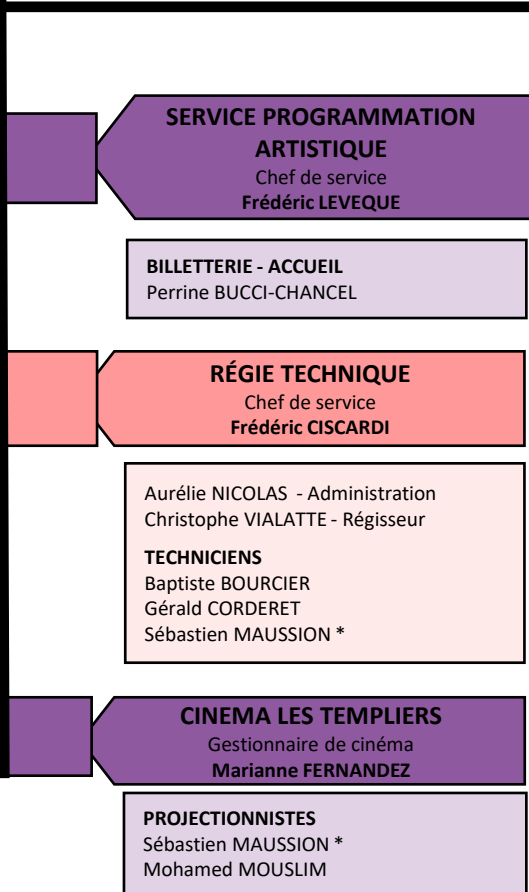 SERVICE PROGRAMMATION
ARTISTIQUE
Chef de service
Frédéric LEVEQUE
BILLETTERIE - ACCUEIL
Perrine BUCCI-CHANCEL
RÉGIE TECHNIQUE
Chef de service
Frédéric CISCARDI
Aurélie NICOLAS - Administration
Christophe VIALATTE - Régisseur
TECHNICIENS
Baptiste BOURCIER
Gérald CORDERET
Sébastien MAUSSION *
CINEMA LES TEMPLIERS
Gestionnaire de cinéma
Marianne FERNANDEZ
PROJECTIONNISTES
Sébastien MAUSSION *
Mohamed MOUSLIM